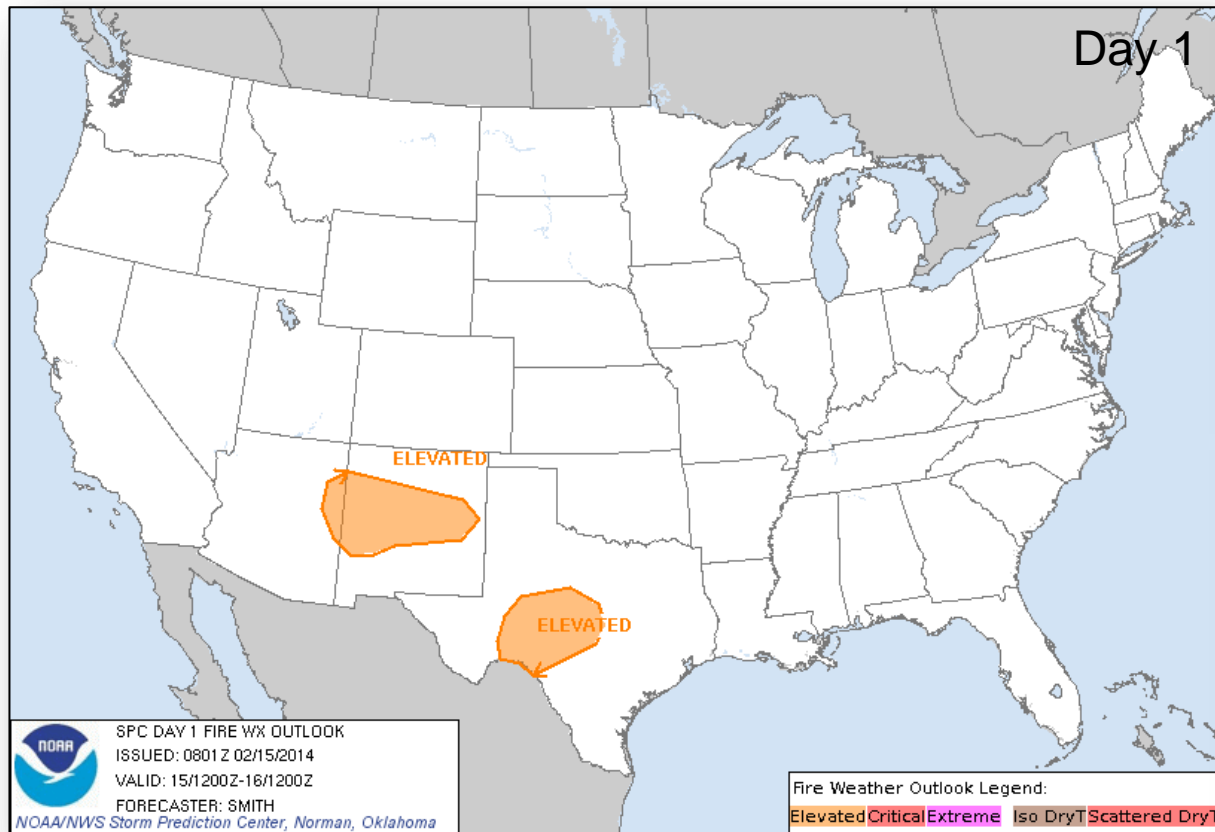 Day 1
ELEVATED
ELEVATED
NOAA
SPC DAY 1 FIRE WX OUTLOOK
ISSUED: 0801Z 02/15/2014
VALID: 15/1200Z-16/1200Z
FORECASTER: SMITH
NOAA/NWS Storm Prediction Center, Norman, Oklahoma
Fire Weather Outlook Legend:
Elevated Critical Extreme Iso DryT Scattered DryT